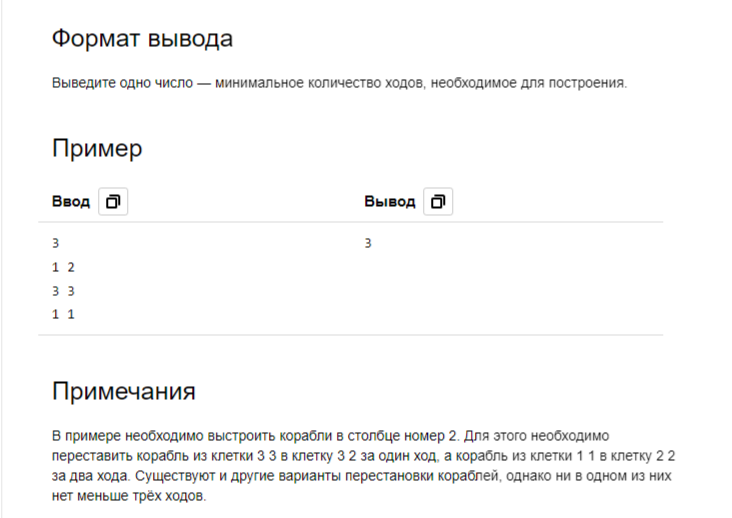 Формат вывода
Выведите одно число — минимальное количество ходов, необходимое для построения.
Пример
Ввод Вывод
3 3
1 2
3 3
1 1
Примечания
В примере необходимо выстроить корабли в столбце номер 2. Для этого необходимо
переставить корабль из клетки 3 3 в клетку 3 2 за один ход, а корабль из клетки 1 1 в клетку 2 2
за два хода. Существуют и другие варианты перестановки кораблей, однако ни в одном из них
нет меньше трёх ходов.